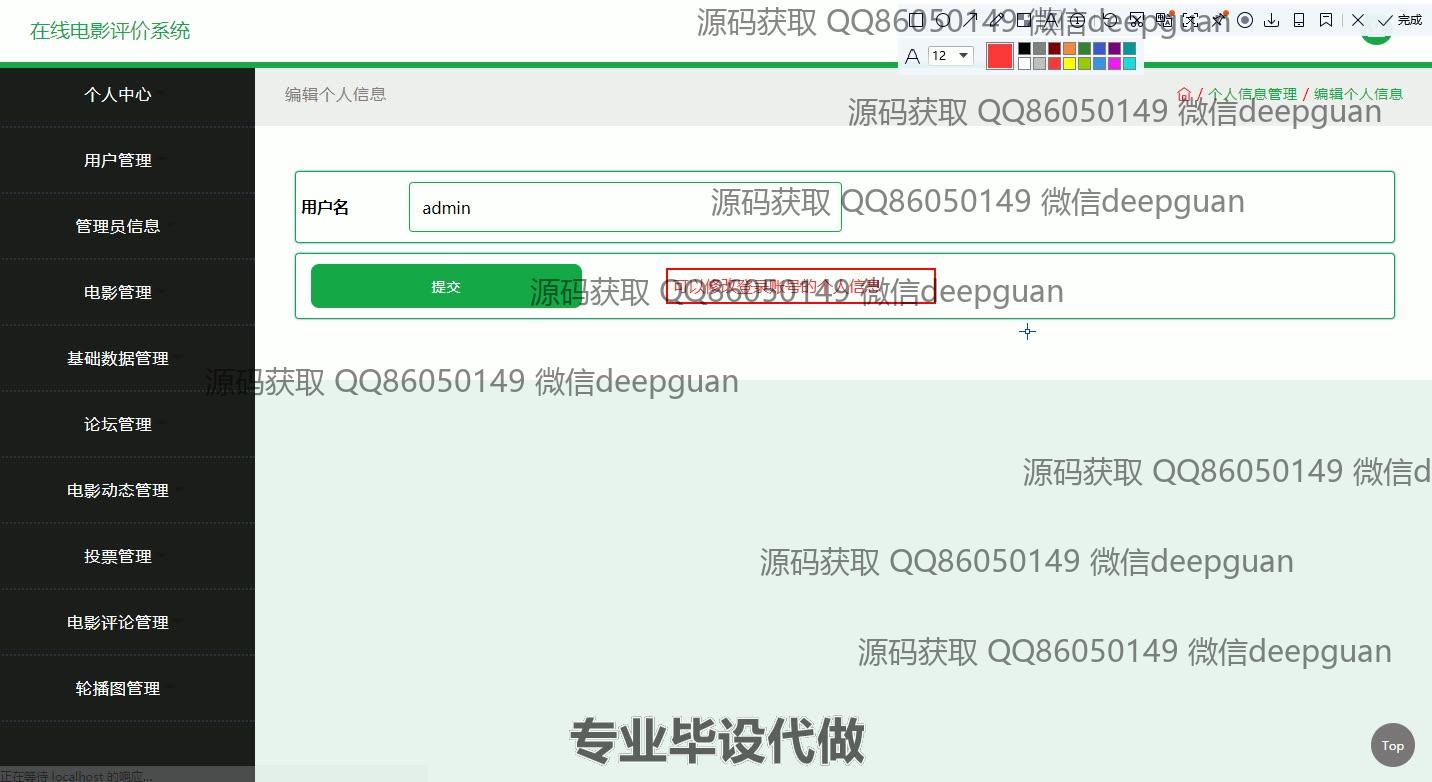 在线电影评价系统
源码获取 QQ86050149 微信deepguan
完成
12
个人中心
编辑个人信息
/ 个人信息管理 / 编辑个人信息
源码获取 QQ86050149 微信deepguan
用户管理
用户名
admin
源码获取 QQ86050149 微信deepguan
管理员信息
提交
可以修改登录账号的个人信息
源码获取 QQ86050149 微信deepguan
电影管理
基础数据管理
源码获取 QQ86050149 微信deepguan
论坛管理
源码获取 QQ86050149 微信d
电影动态管理
投票管理
源码获取 QQ86050149 微信deepguan
电影评论管理
源码获取 QQ86050149 微信deepguan
轮播图管理
专业毕设代做
Top
正在等待 localhost 的响应...